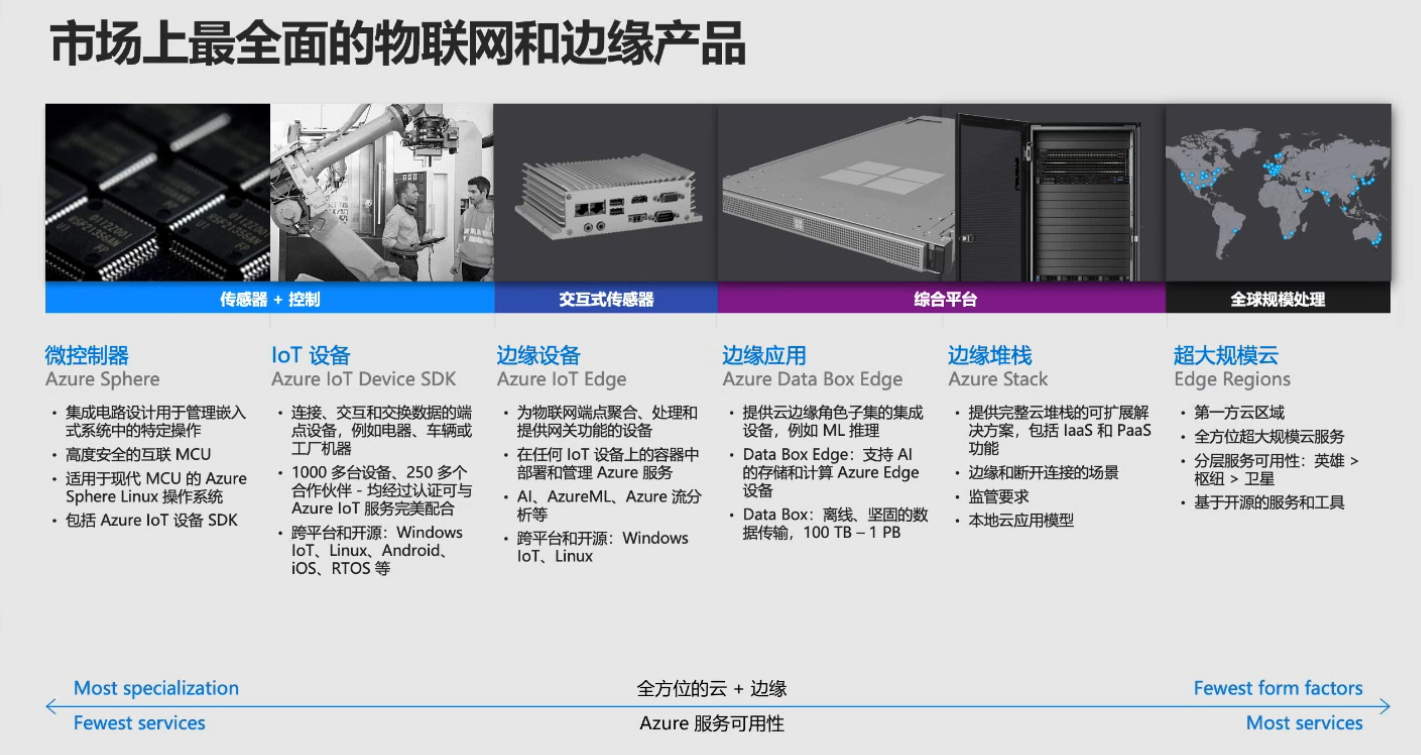 市场上最全面的物联网和边缘产品
传感器 + 控制
交互式传感器
综合平台
全球规模处理
微控制器
Azure Sphere
• 集成电路设计用于管理嵌入
式系统中的特定操作
• 高度安全的互联 MCU
• 适用于现代 MCU 的 Azure
Sphere Linux 操作系统
• 包括 Azure IoT 设备 SDK
IoT 设备
Azure IoT Device SDK
• 连接、交互和交换数据的端
点设备，例如电器、车辆或
工厂机器
• 1000 多台设备、250 多个
合作伙伴 - 均经过认证可与
Azure IoT 服务完美配合
• 跨平台和开源：Windows
IoT、Linux、Android、
iOS、RTOS 等
边缘设备
Azure IoT Edge
• 为物联网端点聚合、处理和
提供网关功能的设备
• 在任何 IoT 设备上的容器中
部署和管理 Azure 服务
• AI、AzureML、Azure 流分
析等
• 跨平台和开源：Windows
IoT、Linux
边缘应用
Azure Data Box Edge
• 提供云边缘角色子集的集成
设备，例如 ML 推理
• Data Box Edge：支持 AI
的存储和计算 Azure Edge
设备
• Data Box：离线、坚固的数
据传输，100 TB – 1 PB
边缘堆栈
Azure Stack
• 提供完整云堆栈的可扩展解
决方案，包括 IaaS 和 PaaS
功能
• 边缘和断开连接的场景
• 监管要求
• 本地云应用模型
超大规模云
Edge Regions
• 第一方云区域
• 全方位超大规模云服务
• 分层服务可用性：英雄 >
枢纽 > 卫星
• 基于开源的服务和工具
Most specialization
全方位的云 + 边缘
Fewest form factors
Fewest services
Azure 服务可用性
Most services